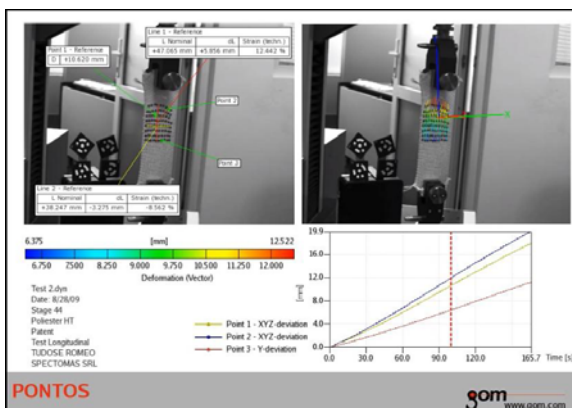 Line 1 - Reference
L Nominal dL Strain (techn.)
+47.065 mm +5.856 mm 12.442 %
Point 1 - Reference
D +10.620 mm
Point 2
Point 2
Line 2 - Reference
L Nominal dL Strain (techn.)
+38.247 mm -3.275 mm -8.562 %
6.375 [mm] 12.522
6.750 7.500 8.250 9.000 9.750 10.500 11.250 12.000
Deformation (Vector)
Test 2.dyn
Date: 8/28/09
Stage 44
Poliester HT
Patent
Test Longitudinal
TUDOSE ROMEO
SPECTOMAS SRL
Point 1 - XYZ-deviation
Point 2 - XYZ-deviation
Point 3 - Y-deviation
19.9
12.0
[mm]
8.0
4.0
0.0
0.0 30.0 60.0 90.0 120.0 165.7 Time [s]
PONTOS
gom
www.gom.com